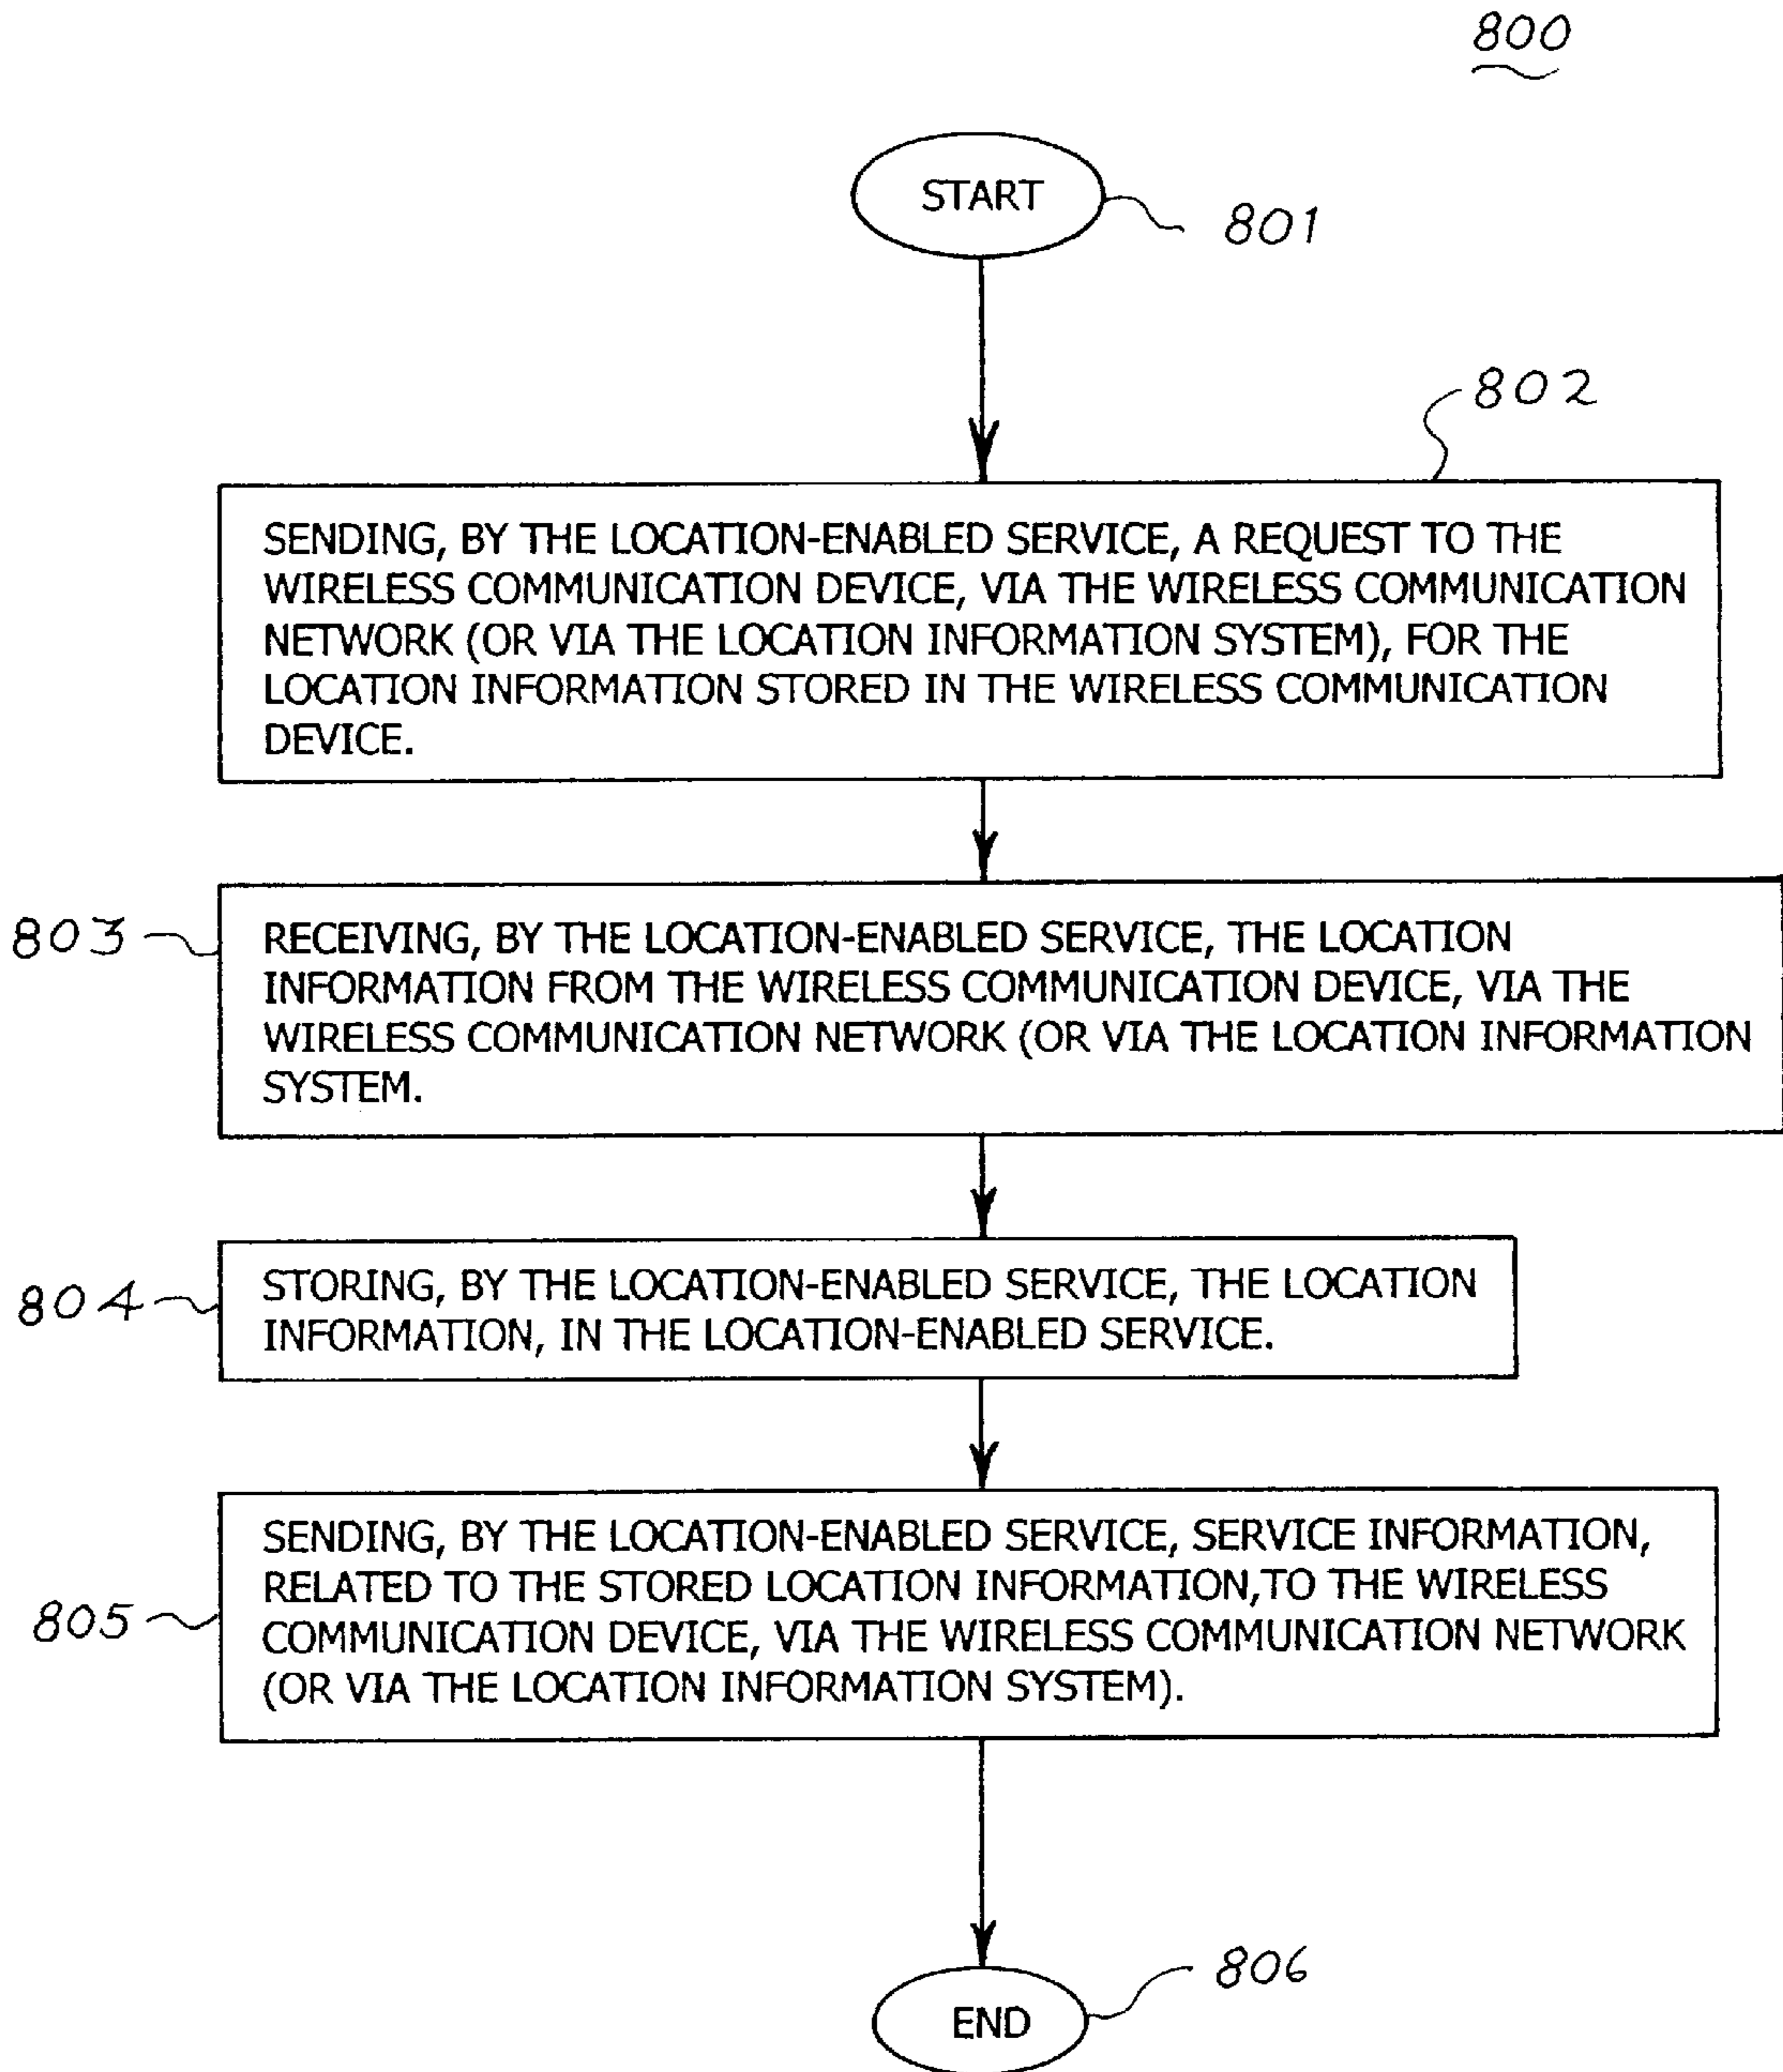 800
START
801
802
SENDING, BY THE LOCATION-ENABLED SERVICE, A REQUEST TO THE
WIRELESS COMMUNICATION DEVICE, VIA THE WIRELESS COMMUNICATION
NETWORK (OR VIA THE LOCATION INFORMATION SYSTEM), FOR THE
LOCATION INFORMATION STORED IN THE WIRELESS COMMUNICATION
DEVICE.
803
RECEIVING, BY THE LOCATION-ENABLED SERVICE, THE LOCATION
INFORMATION FROM THE WIRELESS COMMUNICATION DEVICE, VIA THE
WIRELESS COMMUNICATION NETWORK (OR VIA THE LOCATION INFORMATION
SYSTEM.
804
STORING, BY THE LOCATION-ENABLED SERVICE, THE LOCATION
INFORMATION, IN THE LOCATION-ENABLED SERVICE.
805
SENDING, BY THE LOCATION-ENABLED SERVICE, SERVICE INFORMATION,
RELATED TO THE STORED LOCATION INFORMATION,TO THE WIRELESS
COMMUNICATION DEVICE, VIA THE WIRELESS COMMUNICATION NETWORK
(OR VIA THE LOCATION INFORMATION SYSTEM).
806
END